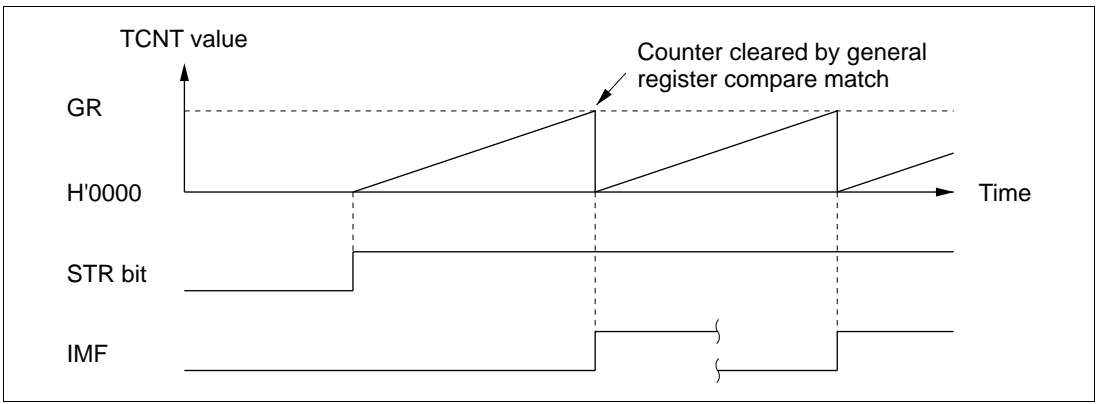 TCNT value
Counter cleared by general
register compare match
GR
H'0000
Time
STR bit
IMF